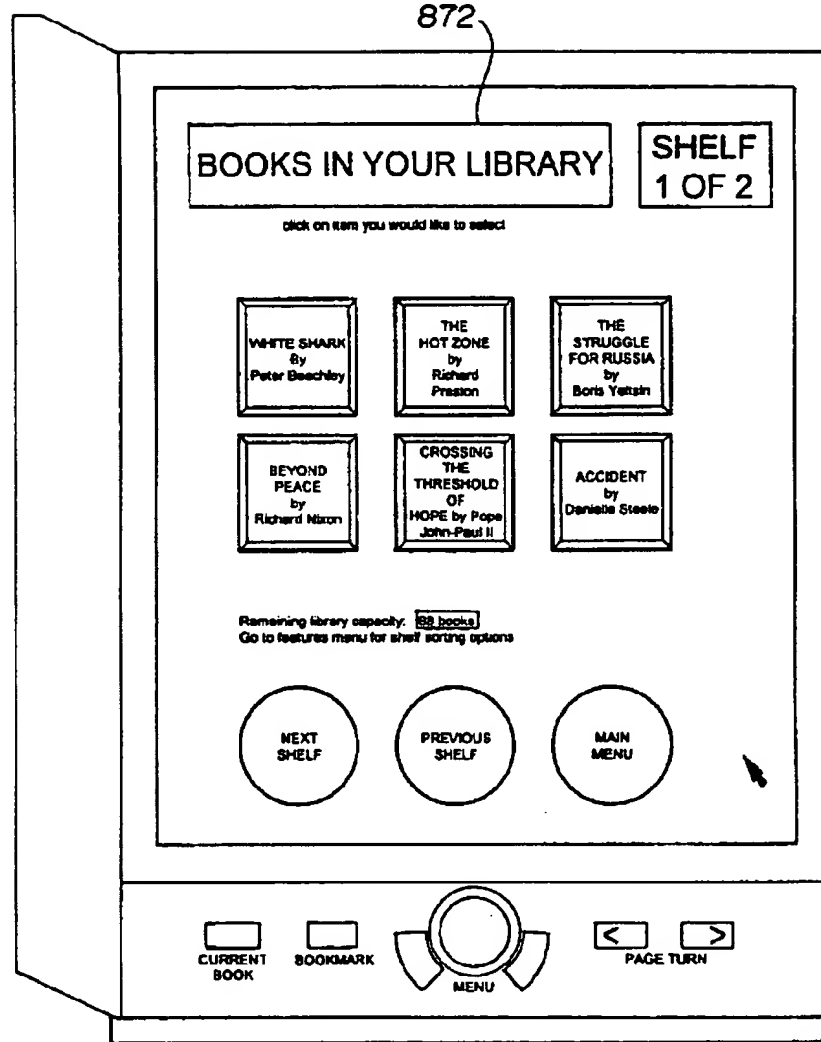 872
BOOKS IN YOUR LIBRARY
SHELF
1 OF 2
click on item you would like to select
WHITE SHARK
By
Peter Beechley
THE
HOT ZONE
by
Richard
Preston
THE
STRUGGLE
FOR RUSSIA
by
Boris Yeltsin
BEYOND
PEACE
by
Richard Nixon
CROSSING
THE
THRESHOLD
OF
HOPE by Pope
John-Paul II
ACCIDENT
by
Danielle Steele
Remaining library capacity: books
Go to features menu for shelf sorting options
NEXT
SHELF
PREVIOUS
SHELF
MAIN
MENU
CURRENT
BOOK
BOOKMARK
MENU
< >
PAGE TURN